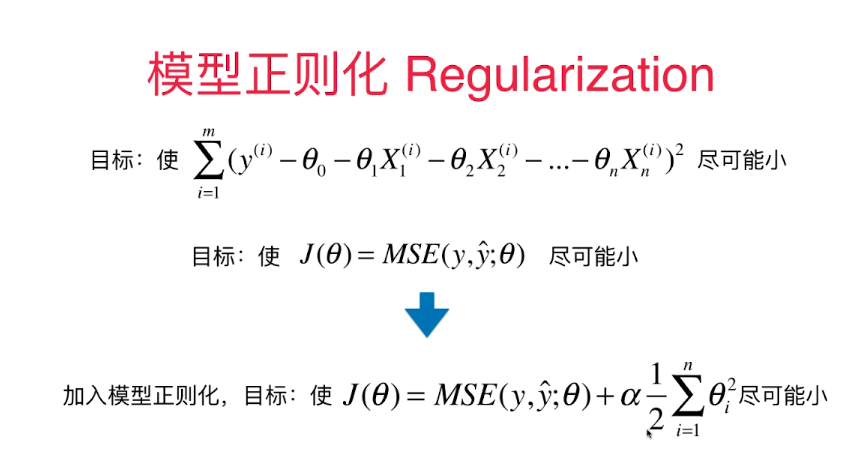 模型正则化 Regularization
目标：使 $\sum_{i=1}^{m}(y^{(i)}-\theta_0-\theta_1X_1^{(i)}-\theta_2X_2^{(i)}-...-\theta_nX_n^{(i)})^2$ 尽可能小
目标：使 $J(\theta)=MSE(y,\hat{y};\theta)$ 尽可能小
加入模型正则化，目标：使 $J(\theta)=MSE(y,\hat{y};\theta)+\alpha\frac{1}{2}\sum_{i=1}^{n}\theta_i^2$ 尽可能小